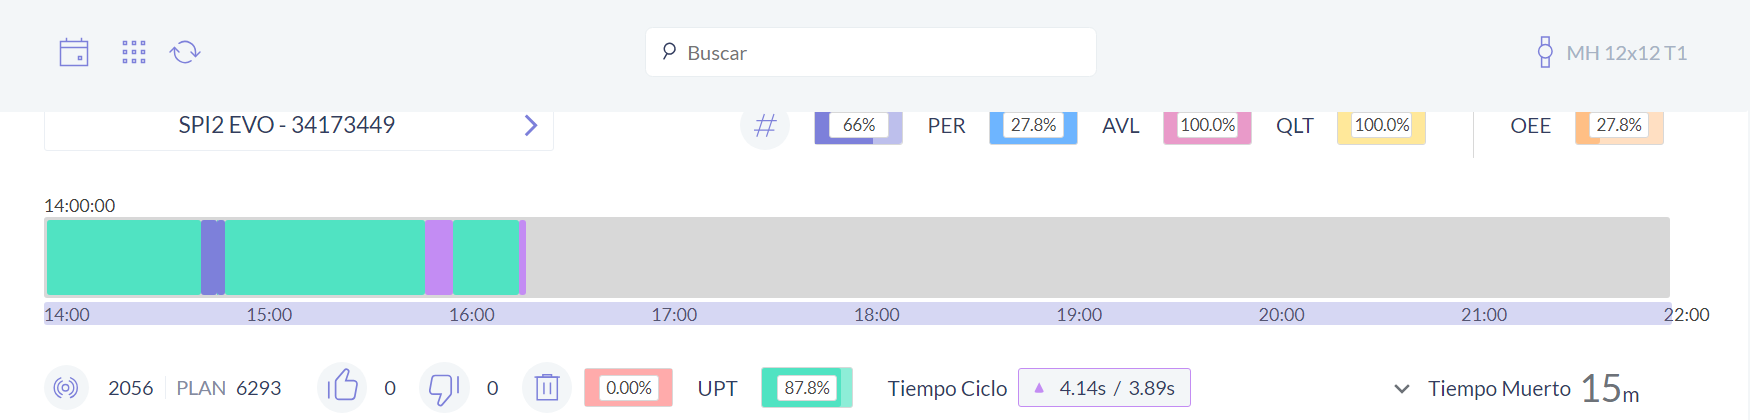 Buscar
MH 12x12 T1
SPI2 EVO - 34173449
# 66% PER 27.8% AVL 100.0% QLT 100.0% OEE 27.8%
14:00:00
14:00 15:00 16:00 17:00 18:00 19:00 20:00 21:00 22:00
2056 PLAN 6293 0 0 0.00% UPT 87.8% Tiempo Ciclo 4.14s / 3.89s Tiempo Muerto 15m